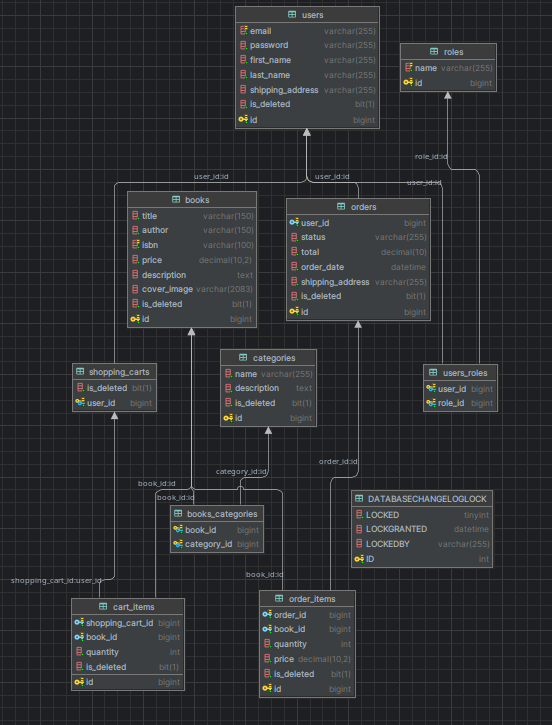 users
email varchar(255)
password varchar(255)
first_name varchar(255)
last_name varchar(255)
shipping_address varchar(255)
is_deleted bit(1)
id bigint
roles
name varchar(255)
id bigint
role_id:id
user_id:id
user_id:id
user_id:id
books
title varchar(150)
author varchar(150)
isbn varchar(100)
price decimal(10,2)
description text
cover_image varchar(2083)
is_deleted bit(1)
id bigint
orders
user_id bigint
status varchar(255)
total decimal(10)
order_date datetime
shipping_address varchar(255)
is_deleted bit(1)
id bigint
shopping_carts
is_deleted bit(1)
user_id bigint
categories
name varchar(255)
description text
is_deleted bit(1)
id bigint
users_roles
user_id bigint
role_id bigint
order_id:id
category_id:id
book_id:id
book_id:id
books_categories
book_id bigint
category_id bigint
DATABASECHANGELOGLOCK
LOCKED tinyint
LOCKGRANTED datetime
LOCKEDBY varchar(255)
ID int
book_id:id
shopping_cart_id:user_id
cart_items
shopping_cart_id bigint
book_id bigint
quantity int
is_deleted bit(1)
id bigint
order_items
order_id bigint
book_id bigint
quantity int
price decimal(10,2)
is_deleted bit(1)
id bigint